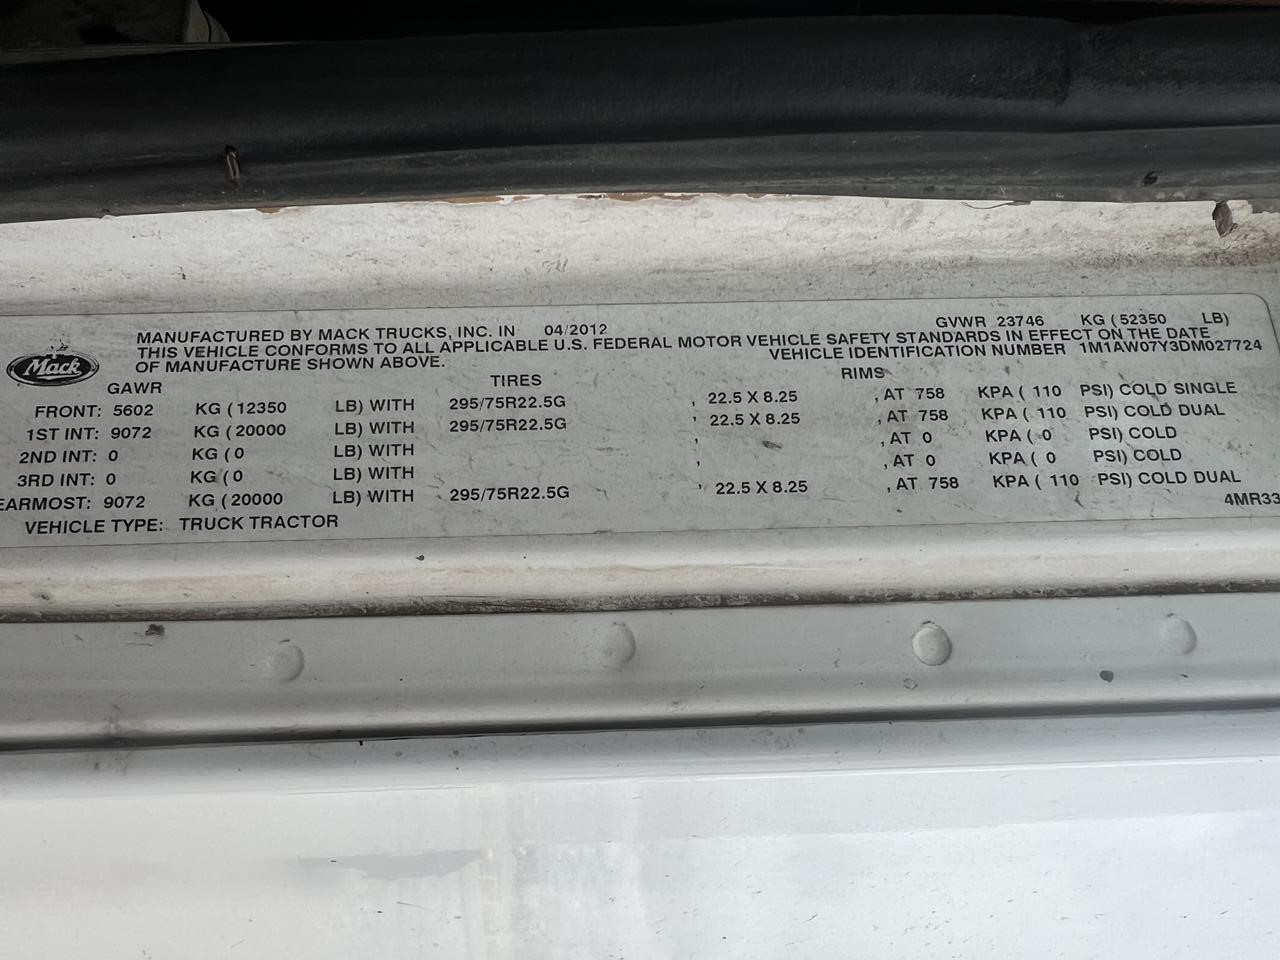 Mack
MANUFACTURED BY MACK TRUCKS, INC. IN 04/2012 GVWR 23746 KG ( 52350 LB)
THIS VEHICLE CONFORMS TO ALL APPLICABLE U.S. FEDERAL MOTOR VEHICLE SAFETY STANDARDS IN EFFECT ON THE DATE
OF MANUFACTURE SHOWN ABOVE. VEHICLE IDENTIFICATION NUMBER 1M1AW07Y3DM027724
GAWR TIRES RIMS
FRONT: 5602 KG ( 12350 LB) WITH 295/75R22.5G , 22.5 X 8.25 , AT 758 KPA ( 110 PSI) COLD SINGLE
1ST INT: 9072 KG ( 20000 LB) WITH 295/75R22.5G , 22.5 X 8.25 , AT 758 KPA ( 110 PSI) COLD DUAL
2ND INT: 0 KG ( 0 LB) WITH , , AT 0 KPA ( 0 PSI) COLD
3RD INT: 0 KG ( 0 LB) WITH , , AT 0 KPA ( 0 PSI) COLD
EARMOST: 9072 KG ( 20000 LB) WITH 295/75R22.5G , 22.5 X 8.25 , AT 758 KPA ( 110 PSI) COLD DUAL
VEHICLE TYPE: TRUCK TRACTOR 4MR33